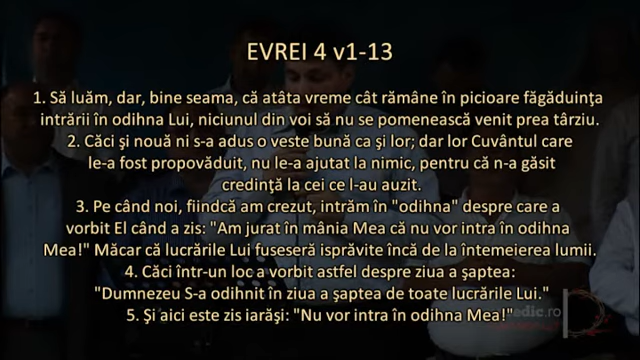 EVREI 4 v1-13
1. Să luăm, dar, bine seama, că atâta vreme cât rămâne în picioare făgăduinţa
intrării în odihna Lui, niciunul din voi să nu se pomenească venit prea târziu.
2. Căci şi nouă ni s-a adus o veste bună ca şi lor; dar lor Cuvântul care
le-a fost propovăduit, nu le-a ajutat la nimic, pentru că n-a găsit
credinţă la cei ce l-au auzit.
3. Pe când noi, fiindcă am crezut, intrăm în "odihna" despre care a
vorbit El când a zis: "Am jurat în mânia Mea că nu vor intra în odihna
Mea!" Măcar că lucrările Lui fuseseră isprăvite încă de la întemeierea lumii.
4. Căci într-un loc a vorbit astfel despre ziua a şaptea:
"Dumnezeu S-a odihnit în ziua a şaptea de toate lucrările Lui."
5. Şi aici este zis iarăşi: "Nu vor intra în odihna Mea!"